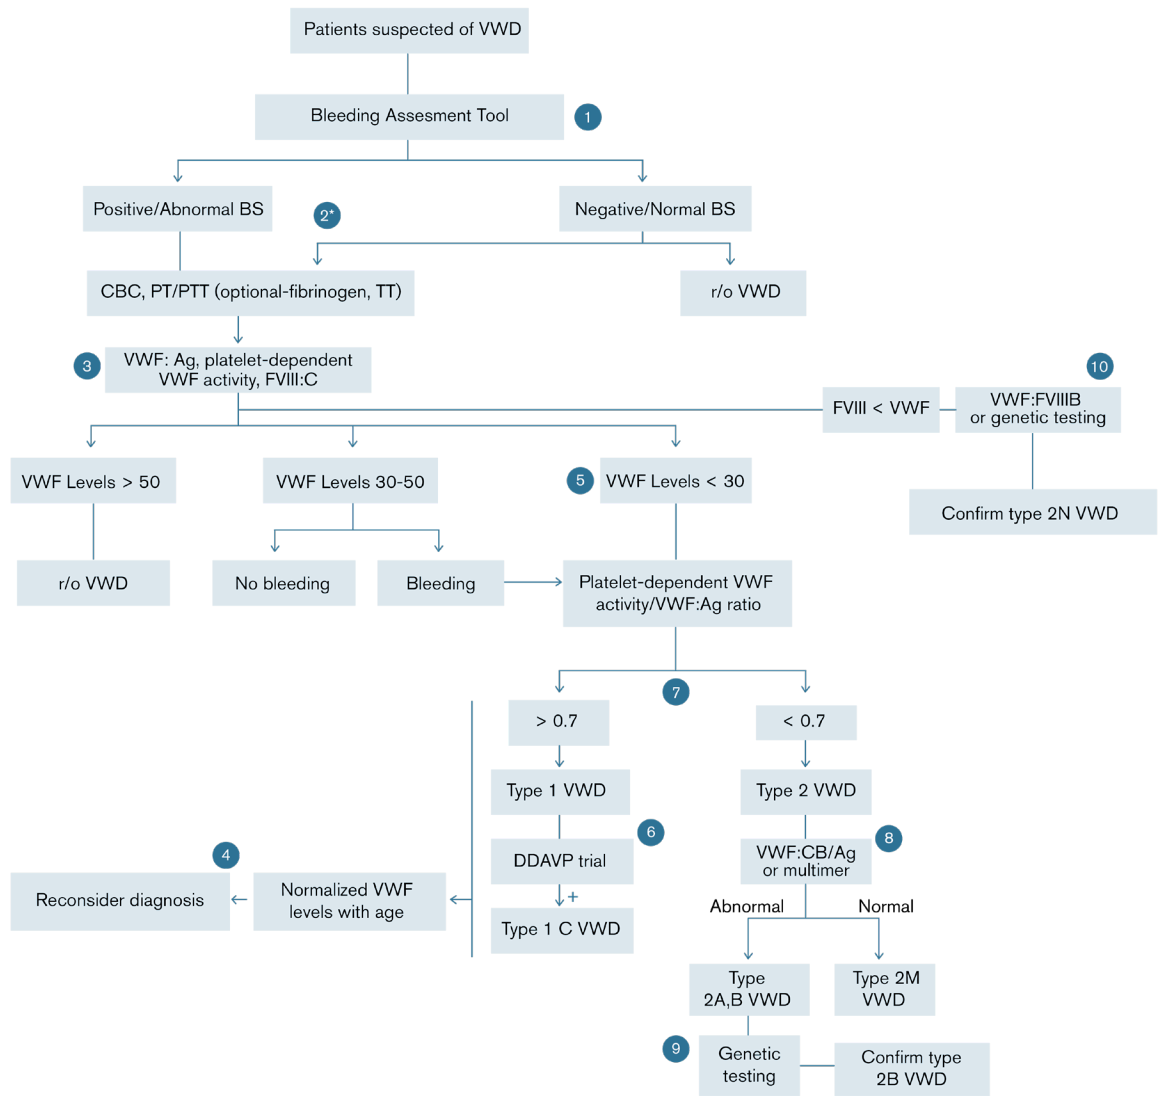 Patients suspected of VWD
Bleeding Assesment Tool
1
Positive/Abnormal BS
2*
Negative/Normal BS
CBC, PT/PTT (optional-fibrinogen, TT)
r/o VWD
3
VWF: Ag, platelet-dependent
VWF activity, FVIII:C
10
FVIII < VWF
VWF:FVIIIB
or genetic testing
VWF Levels > 50
VWF Levels 30-50
5
VWF Levels < 30
Confirm type 2N VWD
r/o VWD
No bleeding
Bleeding
Platelet-dependent VWF
activity/VWF:Ag ratio
7
> 0.7
< 0.7
Type 1 VWD
Type 2 VWD
6
8
DDAVP trial
VWF:CB/Ag
or multimer
4
Reconsider diagnosis
Normalized VWF
levels with age
+
Type 1 C VWD
Abnormal
Normal
Type
2A,B VWD
Type 2M
VWD
9
Genetic
testing
Confirm type
2B VWD